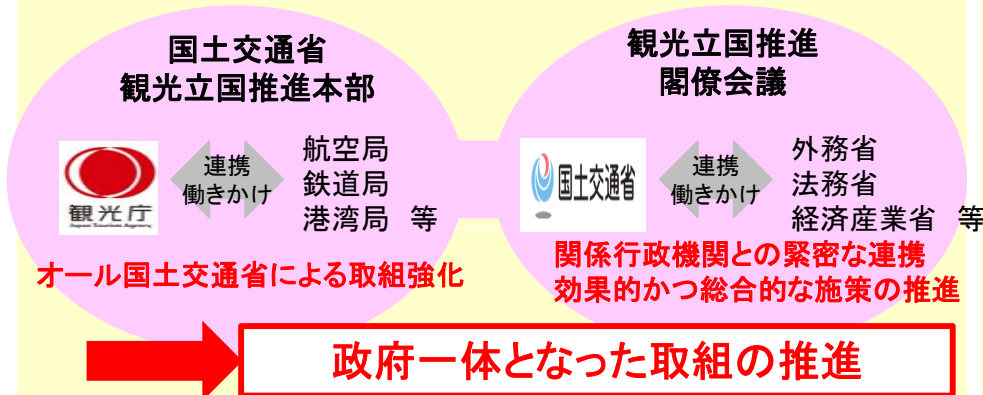 国土交通省
観光立国推進本部
観光庁
Japan Tourism Agency
連携
働きかけ
航空局
鉄道局
港湾局 等
オール国土交通省による取組強化
観光立国推進
閣僚会議
国土交通省
連携
働きかけ
外務省
法務省
経済産業省 等
関係行政機関との緊密な連携
効果的かつ総合的な施策の推進
政府一体となった取組の推進